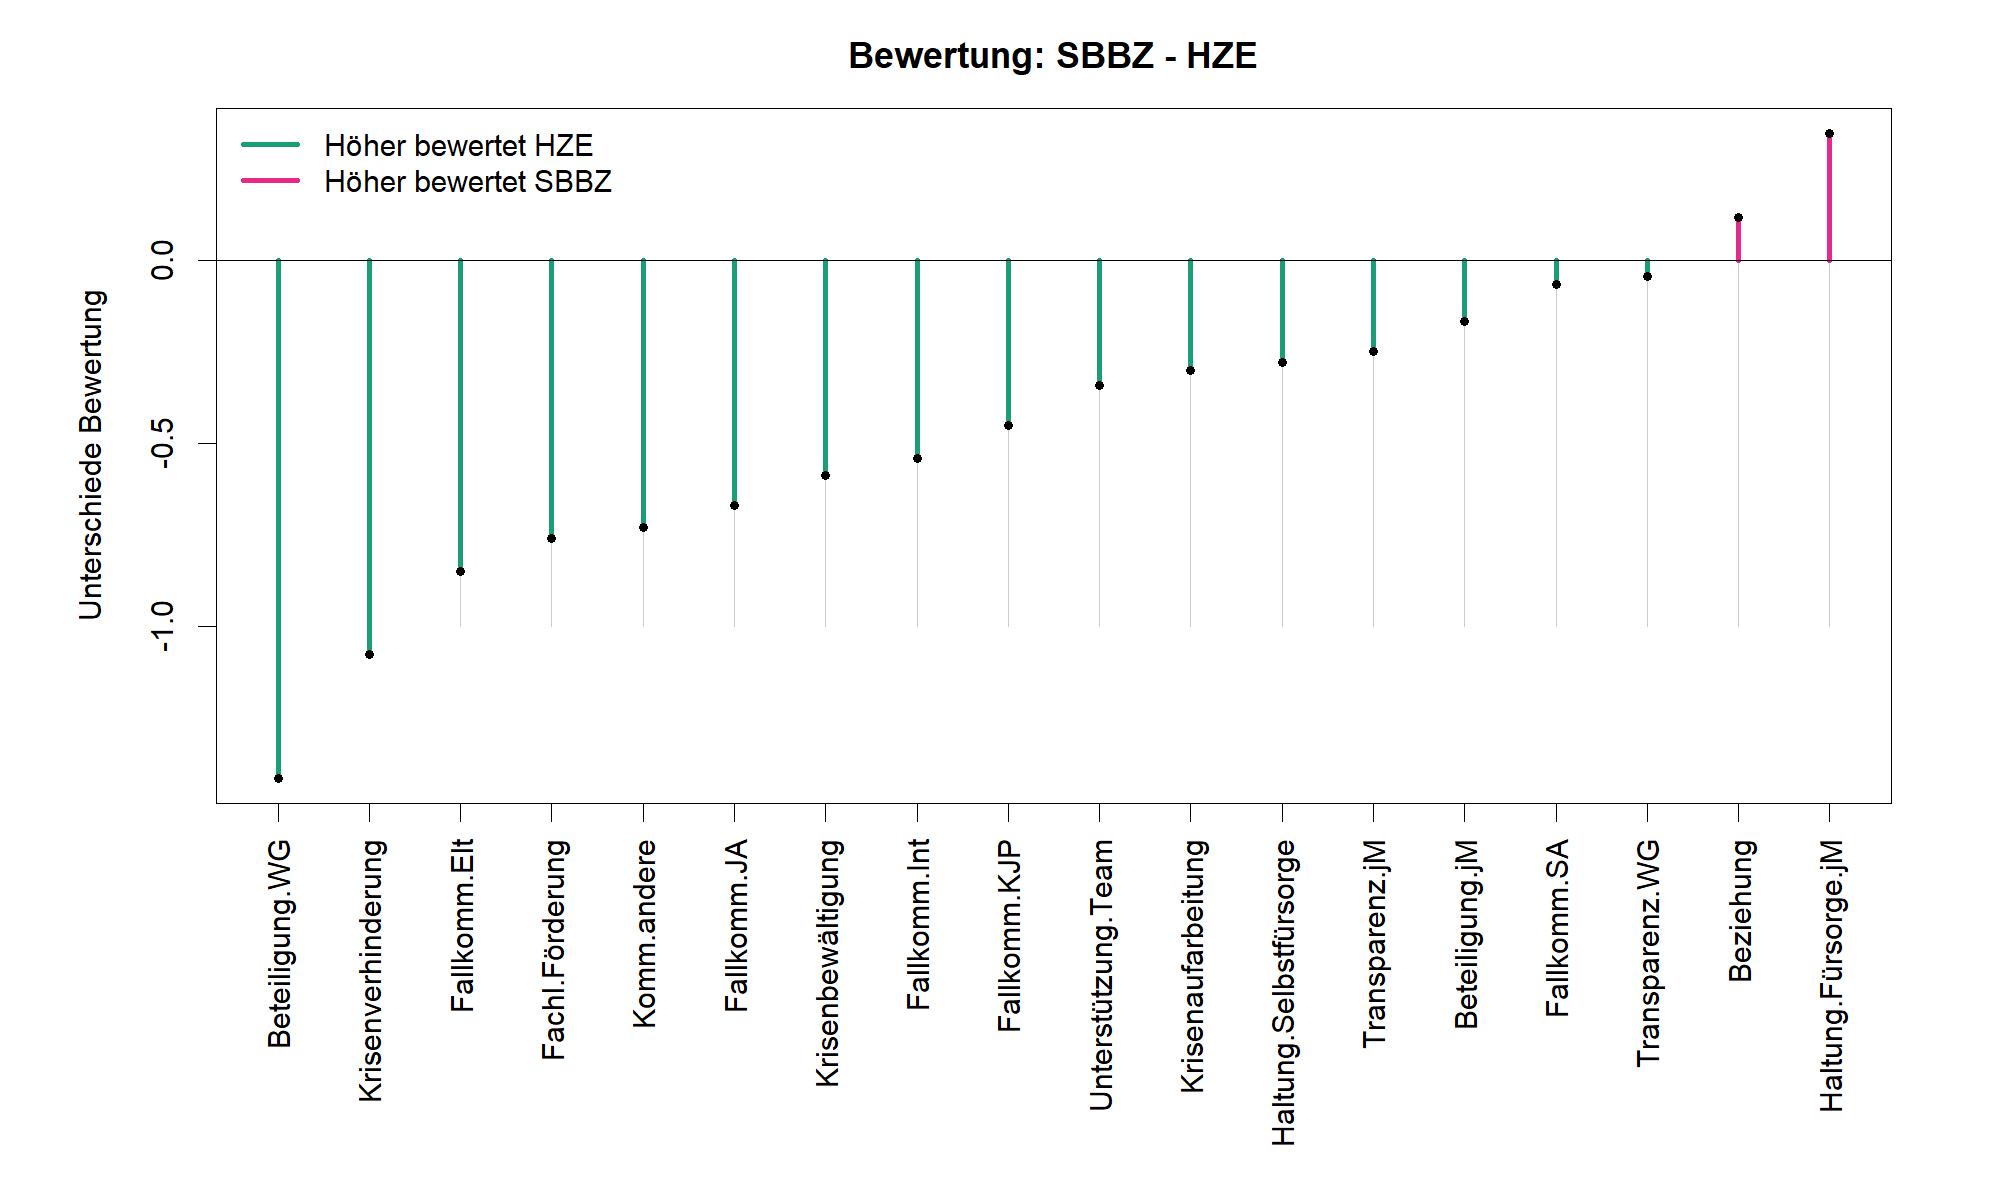 Bewertung: SBBZ - HZE
Höher bewertet HZE
Höher bewertet SBBZ
Unterschiede Bewertung
0.0
-0.5
-1.0
Beteiligung.WG
Krisenverhinderung
Fallkomm.Elt
Fachl.Förderung
Komm.andere
Fallkomm.JA
Krisenbewältigung
Fallkomm.Int
Fallkomm.KJP
Unterstützung.Team
Krisenaufarbeitung
Haltung.Selbstfürsorge
Transparenz.jM
Beteiligung.jM
Fallkomm.SA
Transparenz.WG
Beziehung
Haltung.Fürsorge.jM